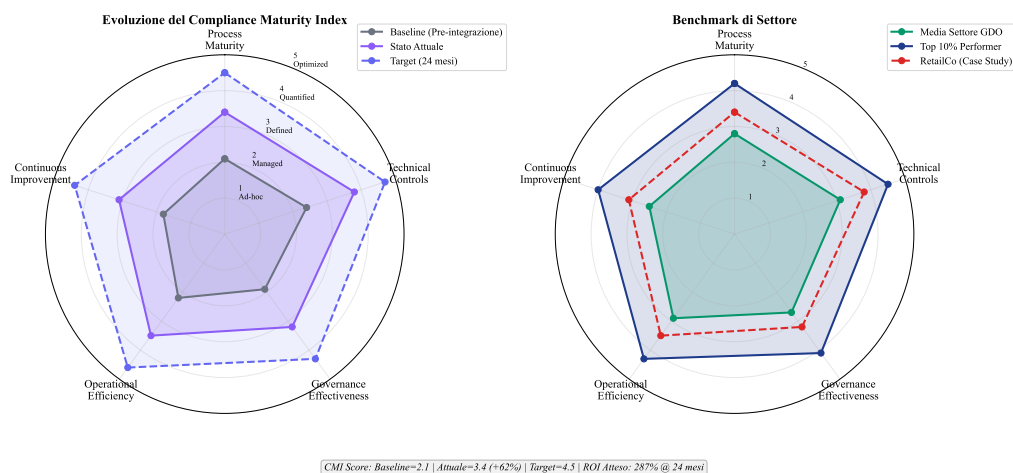 Evoluzione del Compliance Maturity Index
Process
Maturity
Baseline (Pre-integrazione)
Stato Attuale
Target (24 mesi)
5
Optimized
4
Quantified
3
Defined
2
Managed
1
Ad-hoc
Continuous
Improvement
Technical
Controls
Operational
Efficiency
Governance
Effectiveness
Benchmark di Settore
Process
Maturity
Media Settore GDO
Top 10% Performer
RetailCo (Case Study)
5
4
3
2
1
Continuous
Improvement
Technical
Controls
Operational
Efficiency
Governance
Effectiveness
CMI Score: Baseline=2.1 | Attuale=3.4 (+62%) | Target=4.5 | ROI Atteso: 287% @ 24 mesi